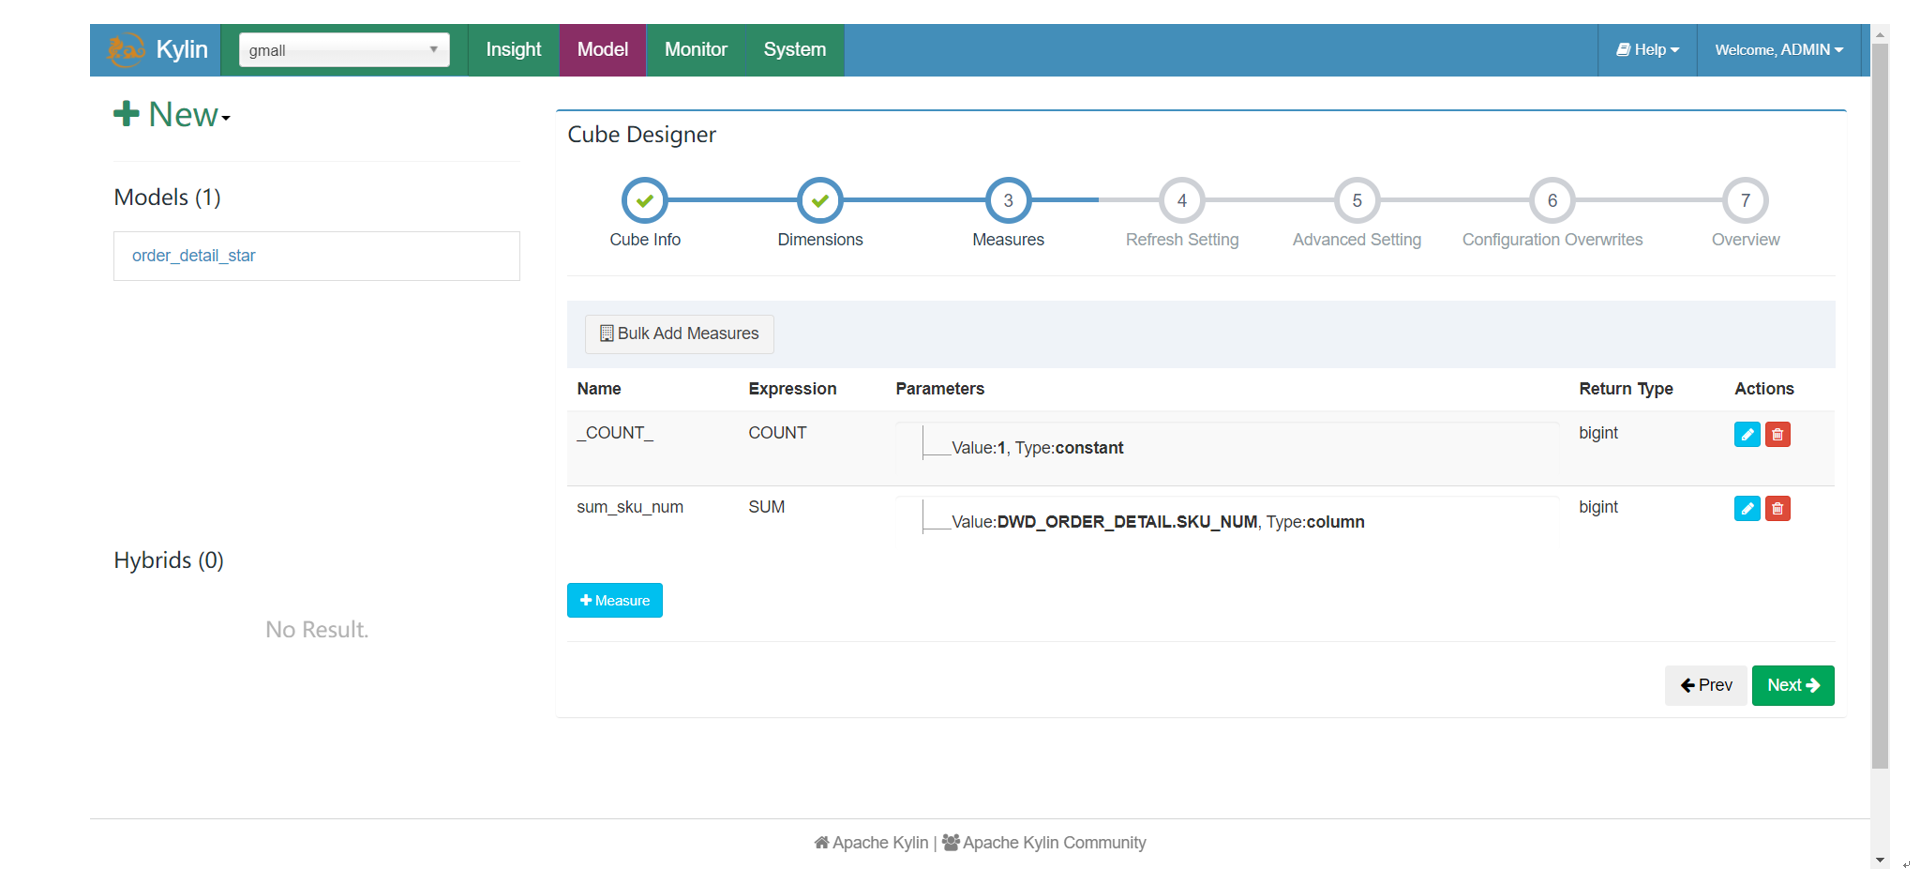 Kylin gmall Insight Model Monitor System Help Welcome, ADMIN
New
Models (1)
order_detail_star
Hybrids (0)
No Result.
Cube Designer
3 4 5 6 7
Cube Info Dimensions Measures Refresh Setting Advanced Setting Configuration Overwrites Overview
Bulk Add Measures
Name Expression Parameters Return Type Actions
_COUNT_ COUNT Value:1, Type:constant bigint
sum_sku_num SUM Value:DWD_ORDER_DETAIL.SKU_NUM, Type:column bigint
+ Measure
Prev Next
Apache Kylin | Apache Kylin Community